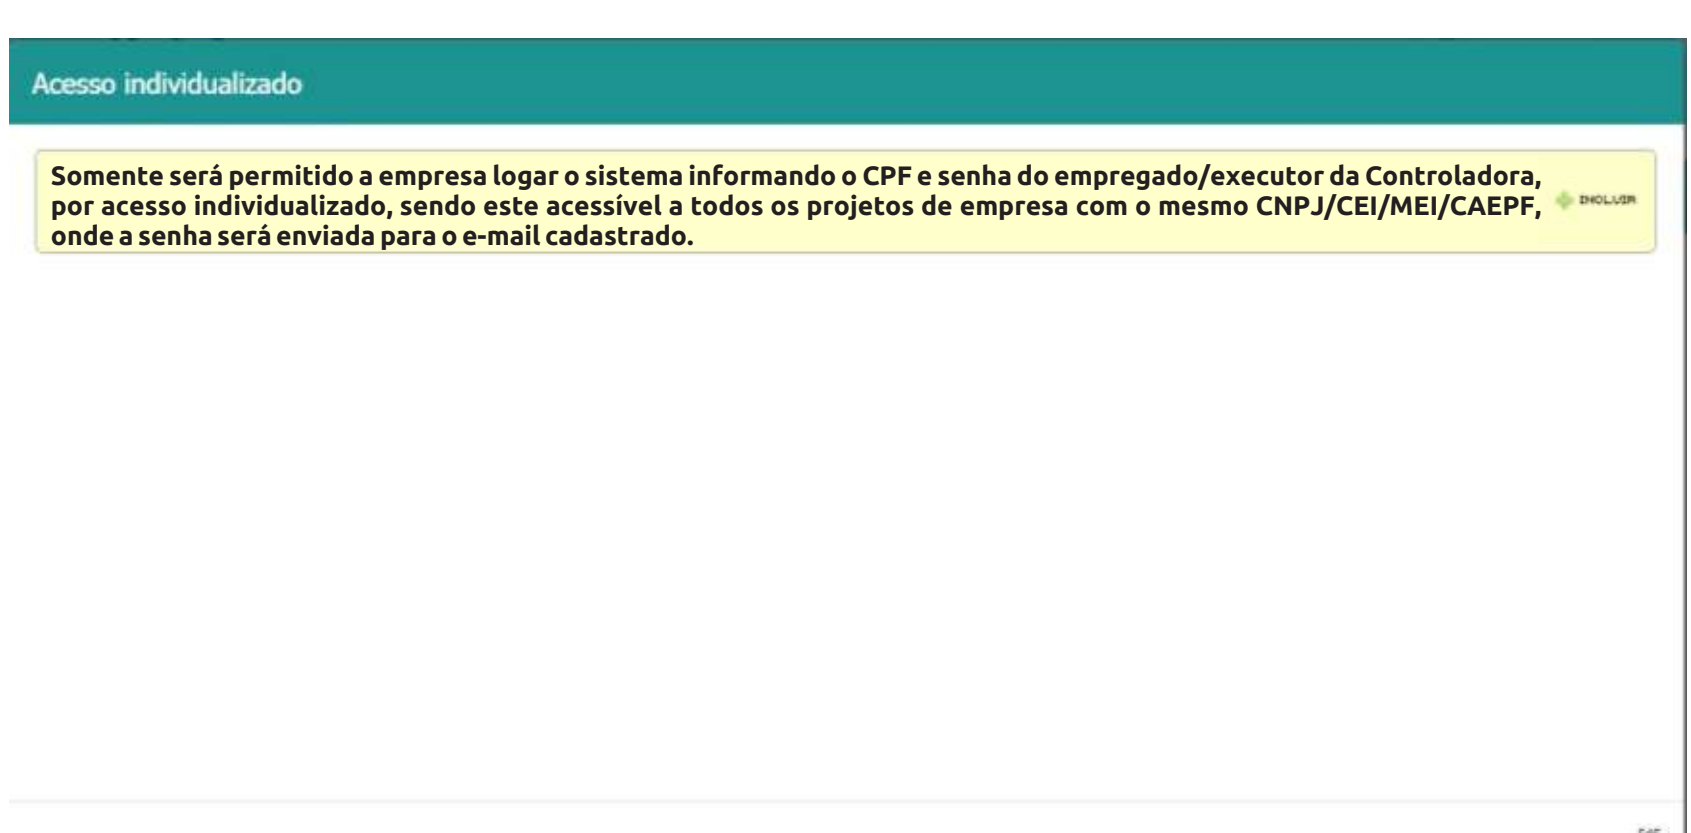 Acesso individualizado
Somente será permitido a empresa logar o sistema informando o CPF e senha do empregado/executor da Controladora,
por acesso individualizado, sendo este acessível a todos os projetos de empresa com o mesmo CNPJ/CEI/MEI/CAEPF,
INCLUIR
onde a senha será enviada para o e-mail cadastrado.